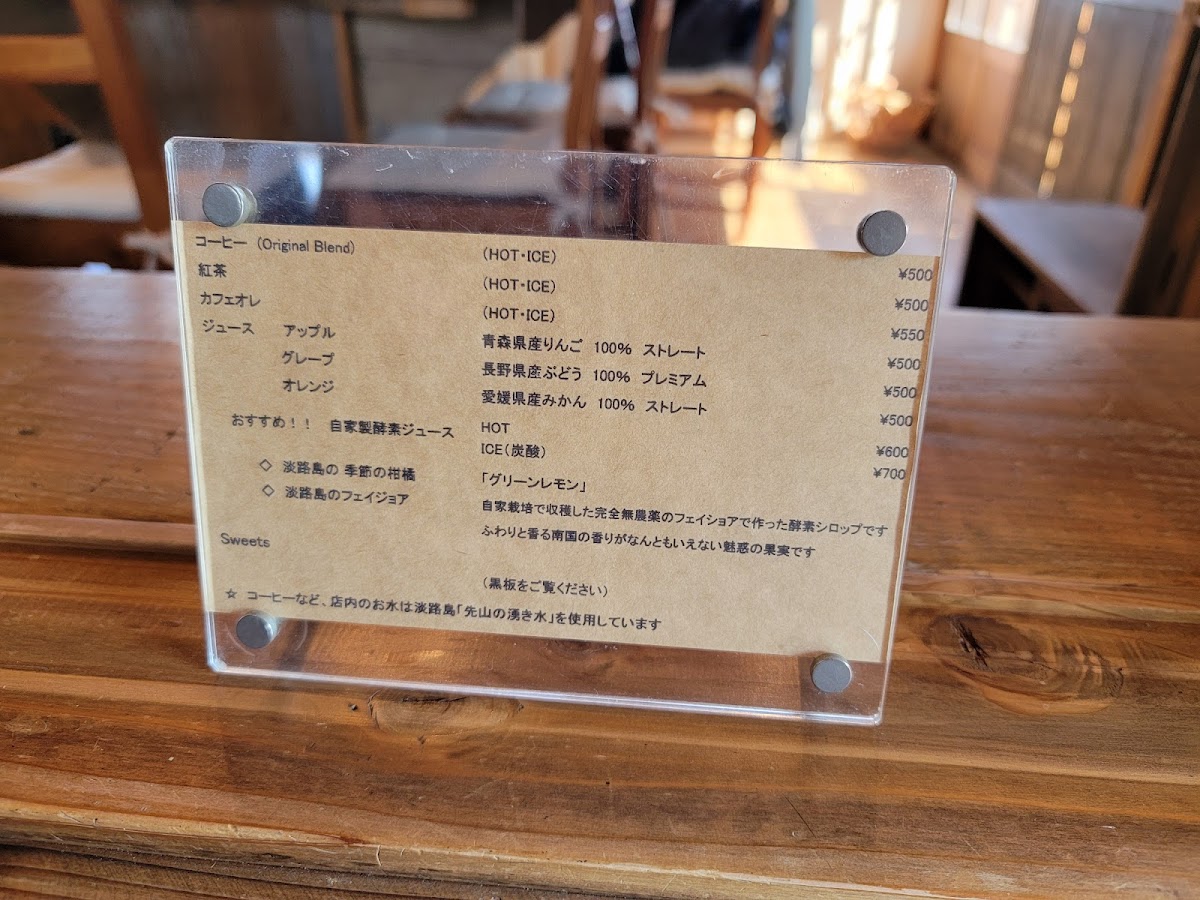 コーヒー (Original Blend) (HOT・ICE) ¥500
紅茶 (HOT・ICE) ¥500
カフェオレ (HOT・ICE) ¥550
ジュース アップル 青森県産りんご 100% ストレート ¥500
グレープ 長野県産ぶどう 100% プレミアム ¥500
オレンジ 愛媛県産みかん 100% ストレート ¥500
おすすめ!! 自家製酵素ジュース HOT ¥600
ICE(炭酸) ¥700
◇ 淡路島の 季節の柑橘 「グリーンレモン」
◇ 淡路島のフェイジョア 自家栽培で収穫した完全無農薬のフェイショアで作った酵素シロップです
ふわりと香る南国の香りがなんともいえない魅惑の果実です
Sweets (黒板をご覧ください)
☆ コーヒーなど、店内のお水は淡路島「先山の湧き水」を使用しています